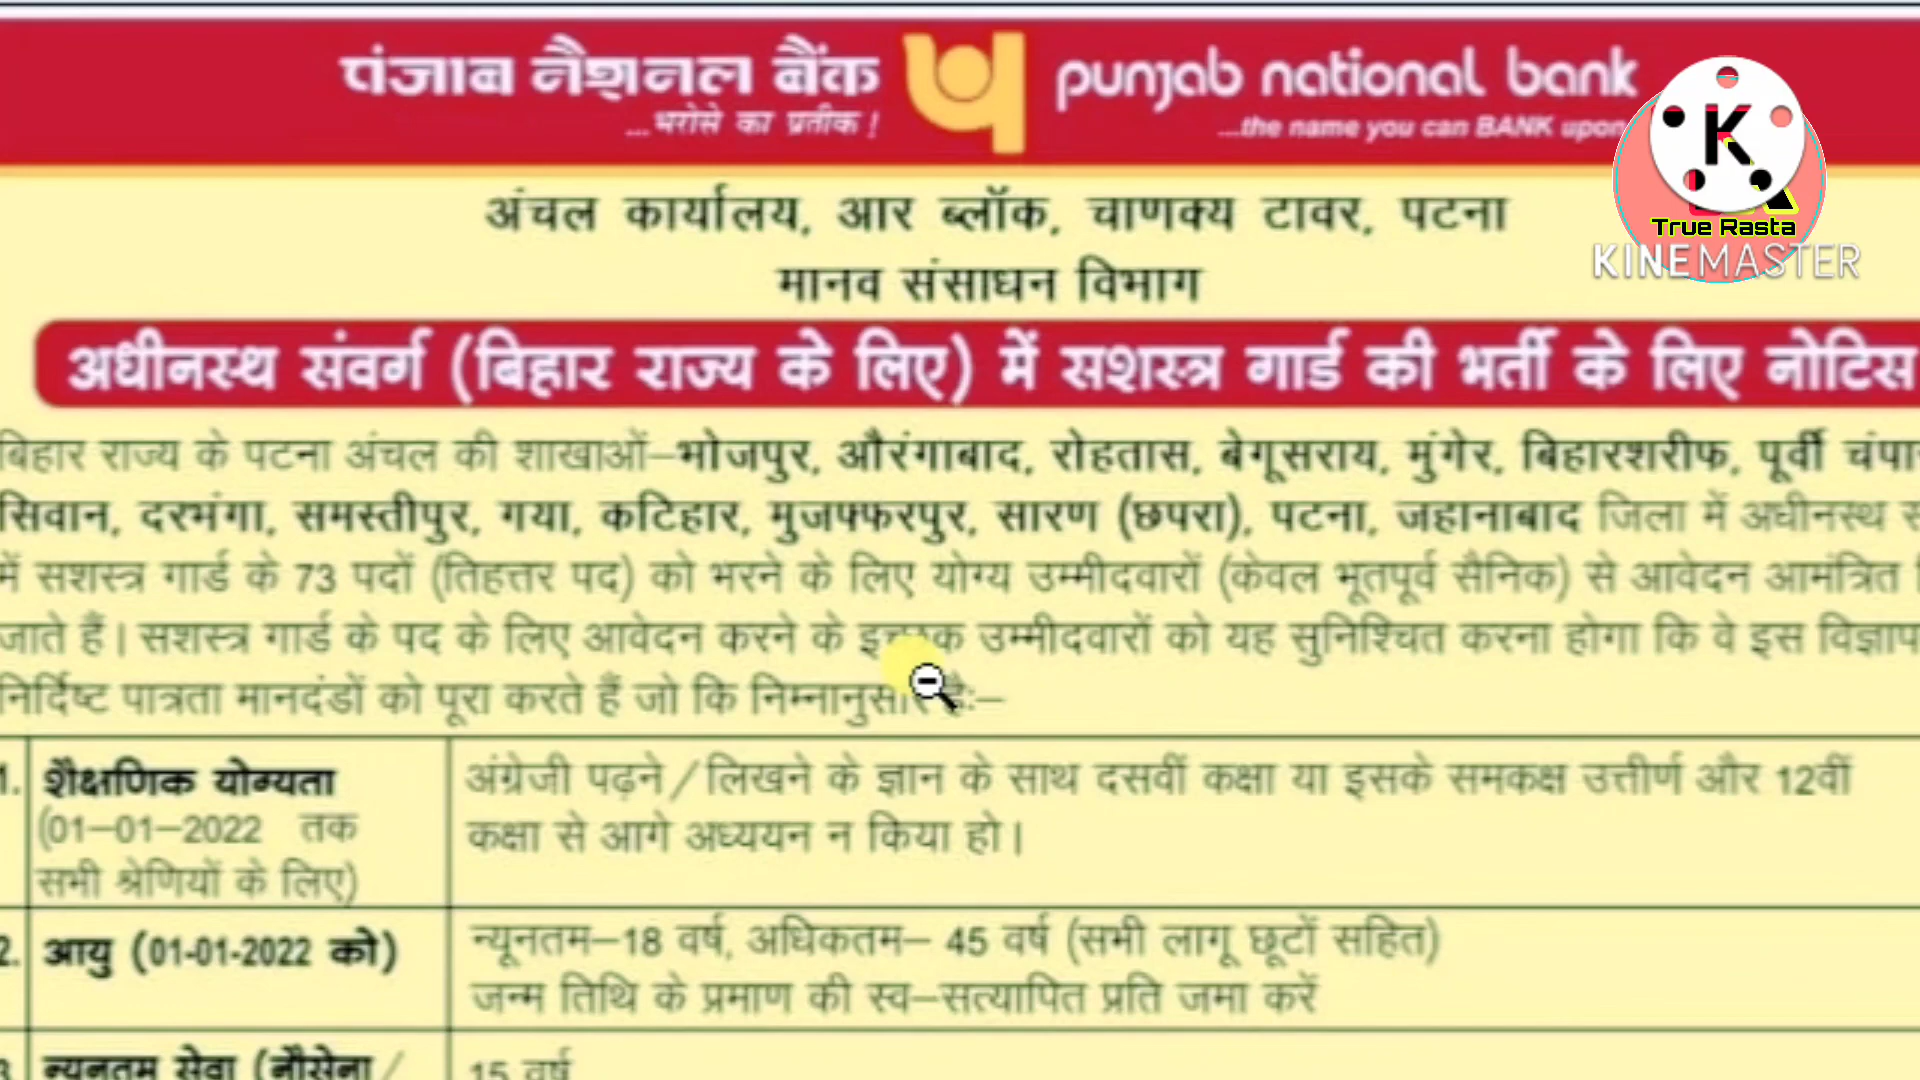 पंजाब नैशनल बैंक punjab national bank
...भरोसे का प्रतीक ! ...the name you can BANK upon
K
True Rasta
KINEMASTER
अंचल कार्यालय, आर ब्लॉक, चाणक्य टावर, पटना
मानव संसाधन विभाग
अधीनस्थ संवर्ग (बिहार राज्य के लिए) में सशस्त्र गार्ड की भर्ती के लिए नोटिस
बिहार राज्य के पटना अंचल की शाखाओं–भोजपुर, औरंगाबाद, रोहतास, बेगूसराय, मुंगेर, बिहारशरीफ, पूर्वी
सिवान, दरभंगा, समस्तीपुर, गया, कटिहार, मुजफ्फरपुर, सारण (छपरा), पटना, जहानाबाद जिला में अधीनस्थ
में सशस्त्र गार्ड के 73 पदों (तिहत्तर पद) को भरने के लिए योग्य उम्मीदवारों (केवल भूतपूर्व सैनिक) से आवेदन आमंत्रित
जाते हैं। सशस्त्र गार्ड के पद के लिए आवेदन करने के उम्मीदवारों को यह सुनिश्चित करना होगा कि वे इस
निर्दिष्ट पात्रता मानदंडों को पूरा करते हैं जो कि निम्नानुसार है:–
1. शैक्षणिक योग्यता
(01–01–2022 तक
सभी श्रेणियों के लिए)
अंग्रेजी पढ़ने/लिखने के ज्ञान के साथ दसवीं कक्षा या इसके समकक्ष उत्तीर्ण और 12वीं
कक्षा से आगे अध्ययन न किया हो।
2. आयु (01-01-2022 को)
न्यूनतम–18 वर्ष, अधिकतम– 45 वर्ष (सभी लागू छूटों सहित)
जन्म तिथि के प्रमाण की स्व–सत्यापित प्रति जमा करें
न्यूनतम सेवा (नौसेना/
15 वर्ष